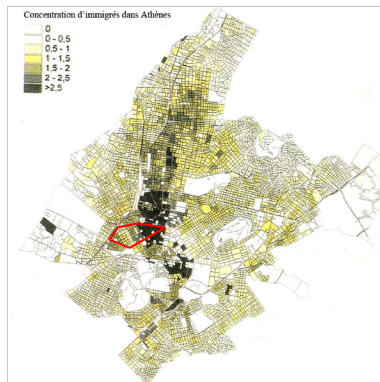 Concentration d'immigrés dans Athènes
0
0 - 0,5
0,5 - 1
1 - 1,5
1,5 - 2
2 - 2,5
>2,5